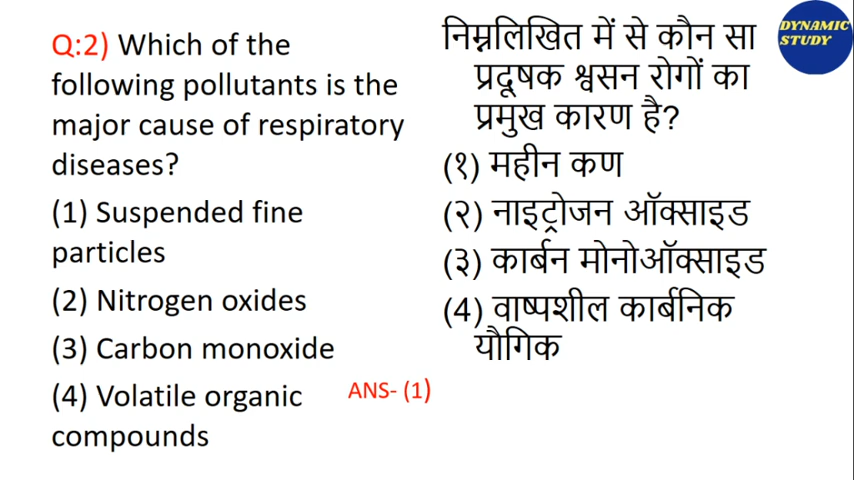 Q:2) Which of the
following pollutants is the
major cause of respiratory
diseases?
(1) Suspended fine
particles
(2) Nitrogen oxides
(3) Carbon monoxide
(4) Volatile organic
compounds
ANS- (1)
निम्नलिखित में से कौन सा
प्रदूषक श्वसन रोगों का
प्रमुख कारण है?
(१) महीन कण
(२) नाइट्रोजन ऑक्साइड
(३) कार्बन मोनोऑक्साइड
(4) वाष्पशील कार्बनिक
यौगिक
DYNAMIC
STUDY